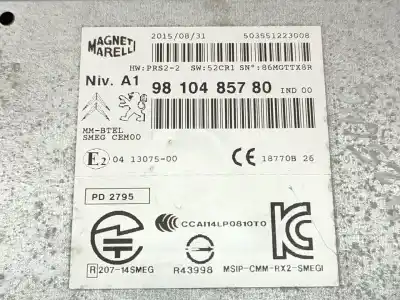 MAGNETI
MARELLI
2015/08/31
503551223008
HW:PRS2-2 SW:52CR1 SN°:86MGTTX8R
Niv. A1
98 104 857 80 IND 00
MM-BTEL
SMEG CEM00
E2 04 13075-00
CE 18770B 26
PD 2795
CCAI14LP0810T0
R 207-14SMEG
R43998
MSIP-CMM-RX2-SMEGI